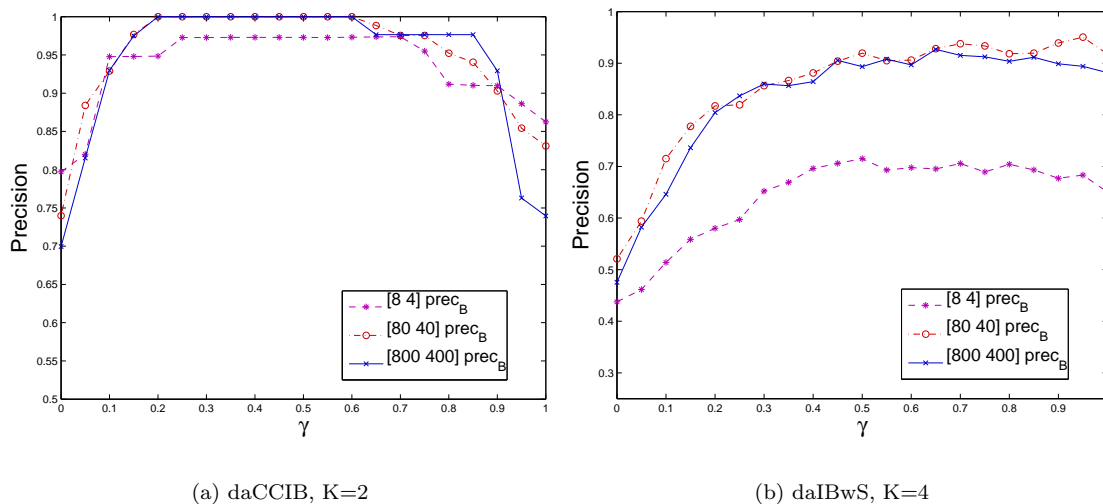 1
0.95
0.9
0.85
0.8
0.75
0.7
0.65
0.6
0.55
0.5
Precision
0 0.1 0.2 0.3 0.4 0.5 0.6 0.7 0.8 0.9 1
γ
[8 4] prec_B
[80 40] prec_B
[800 400] prec_B
(a) daCCIB, K=2
1
0.9
0.8
0.7
0.6
0.5
0.4
0.3
Precision
0 0.1 0.2 0.3 0.4 0.5 0.6 0.7 0.8 0.9 1
γ
[8 4] prec_B
[80 40] prec_B
[800 400] prec_B
(b) daIBwS, K=4